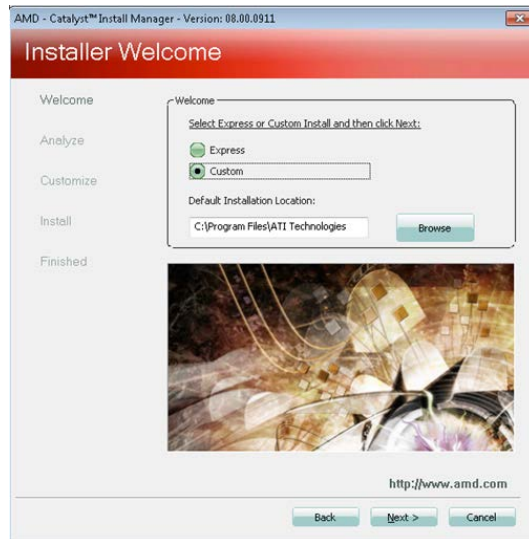 AMD - Catalyst™ Install Manager - Version: 08.00.0911
Installer Welcome
Welcome
Analyze
Customize
Install
Finished
Welcome
Select Express or Custom Install and then click Next:
Express
Custom
Default Installation Location:
C:\Program Files\ATI Technologies
Browse
http://www.amd.com
Back
Next >
Cancel